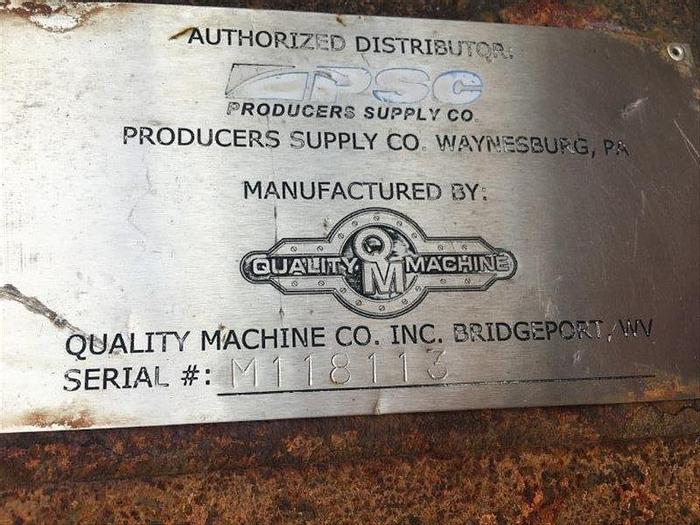 AUTHORIZED DISTRIBUTOR:
PSC
PRODUCERS SUPPLY CO.
PRODUCERS SUPPLY CO. WAYNESBURG, PA
MANUFACTURED BY:
QM
QUALITY MACHINE
QUALITY MACHINE CO. INC. BRIDGEPORT, WV
SERIAL #: M118113